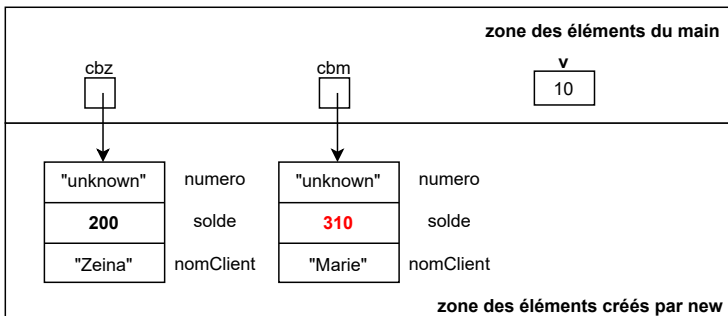 zone des éléments du main
cbz cbm v
10
"unknown" numero "unknown" numero
200 solde 310 solde
"Zeina" nomClient "Marie" nomClient
zone des éléments créés par new